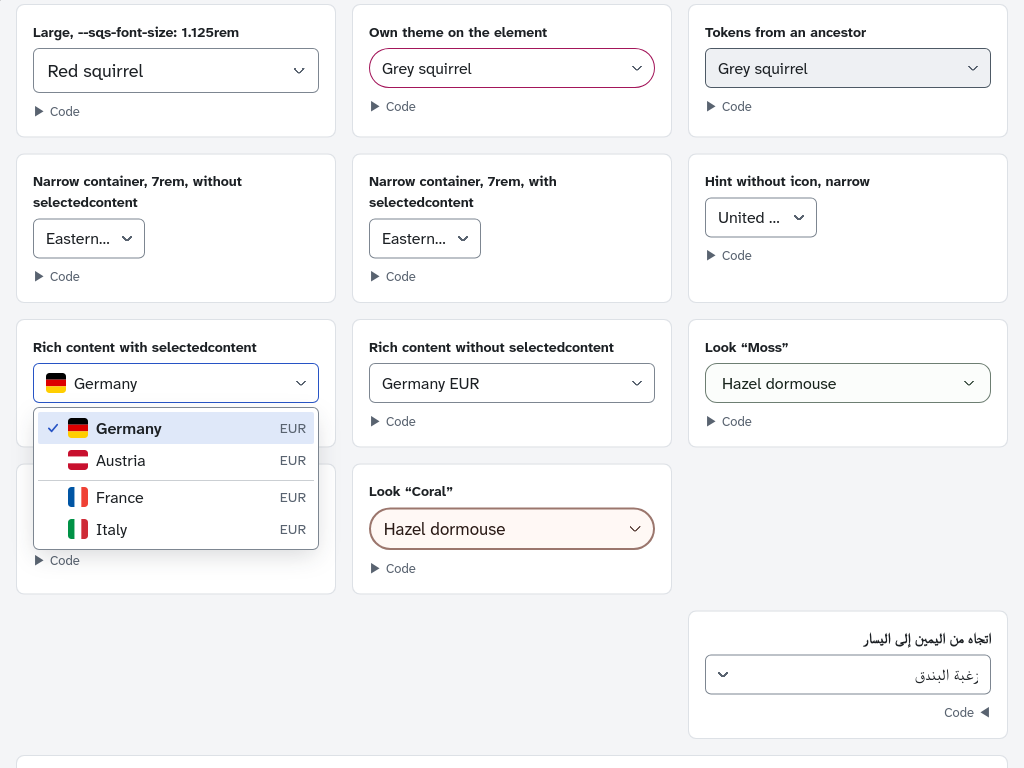 Large, --sqs-font-size: 1.125rem
Red squirrel
Code
Own theme on the element
Grey squirrel
Code
Tokens from an ancestor
Grey squirrel
Code
Narrow container, 7rem, without
selectedcontent
Eastern...
Code
Narrow container, 7rem, with
selectedcontent
Eastern...
Code
Hint without icon, narrow
United ...
Code
Rich content with selectedcontent
Germany
Germany EUR
Austria EUR
France EUR
Italy EUR
Code
Rich content without selectedcontent
Germany EUR
Code
Look “Moss”
Hazel dormouse
Code
Look “Coral”
Hazel dormouse
Code
اتجاه من اليمين إلى اليسار
زغبة البندق
Code